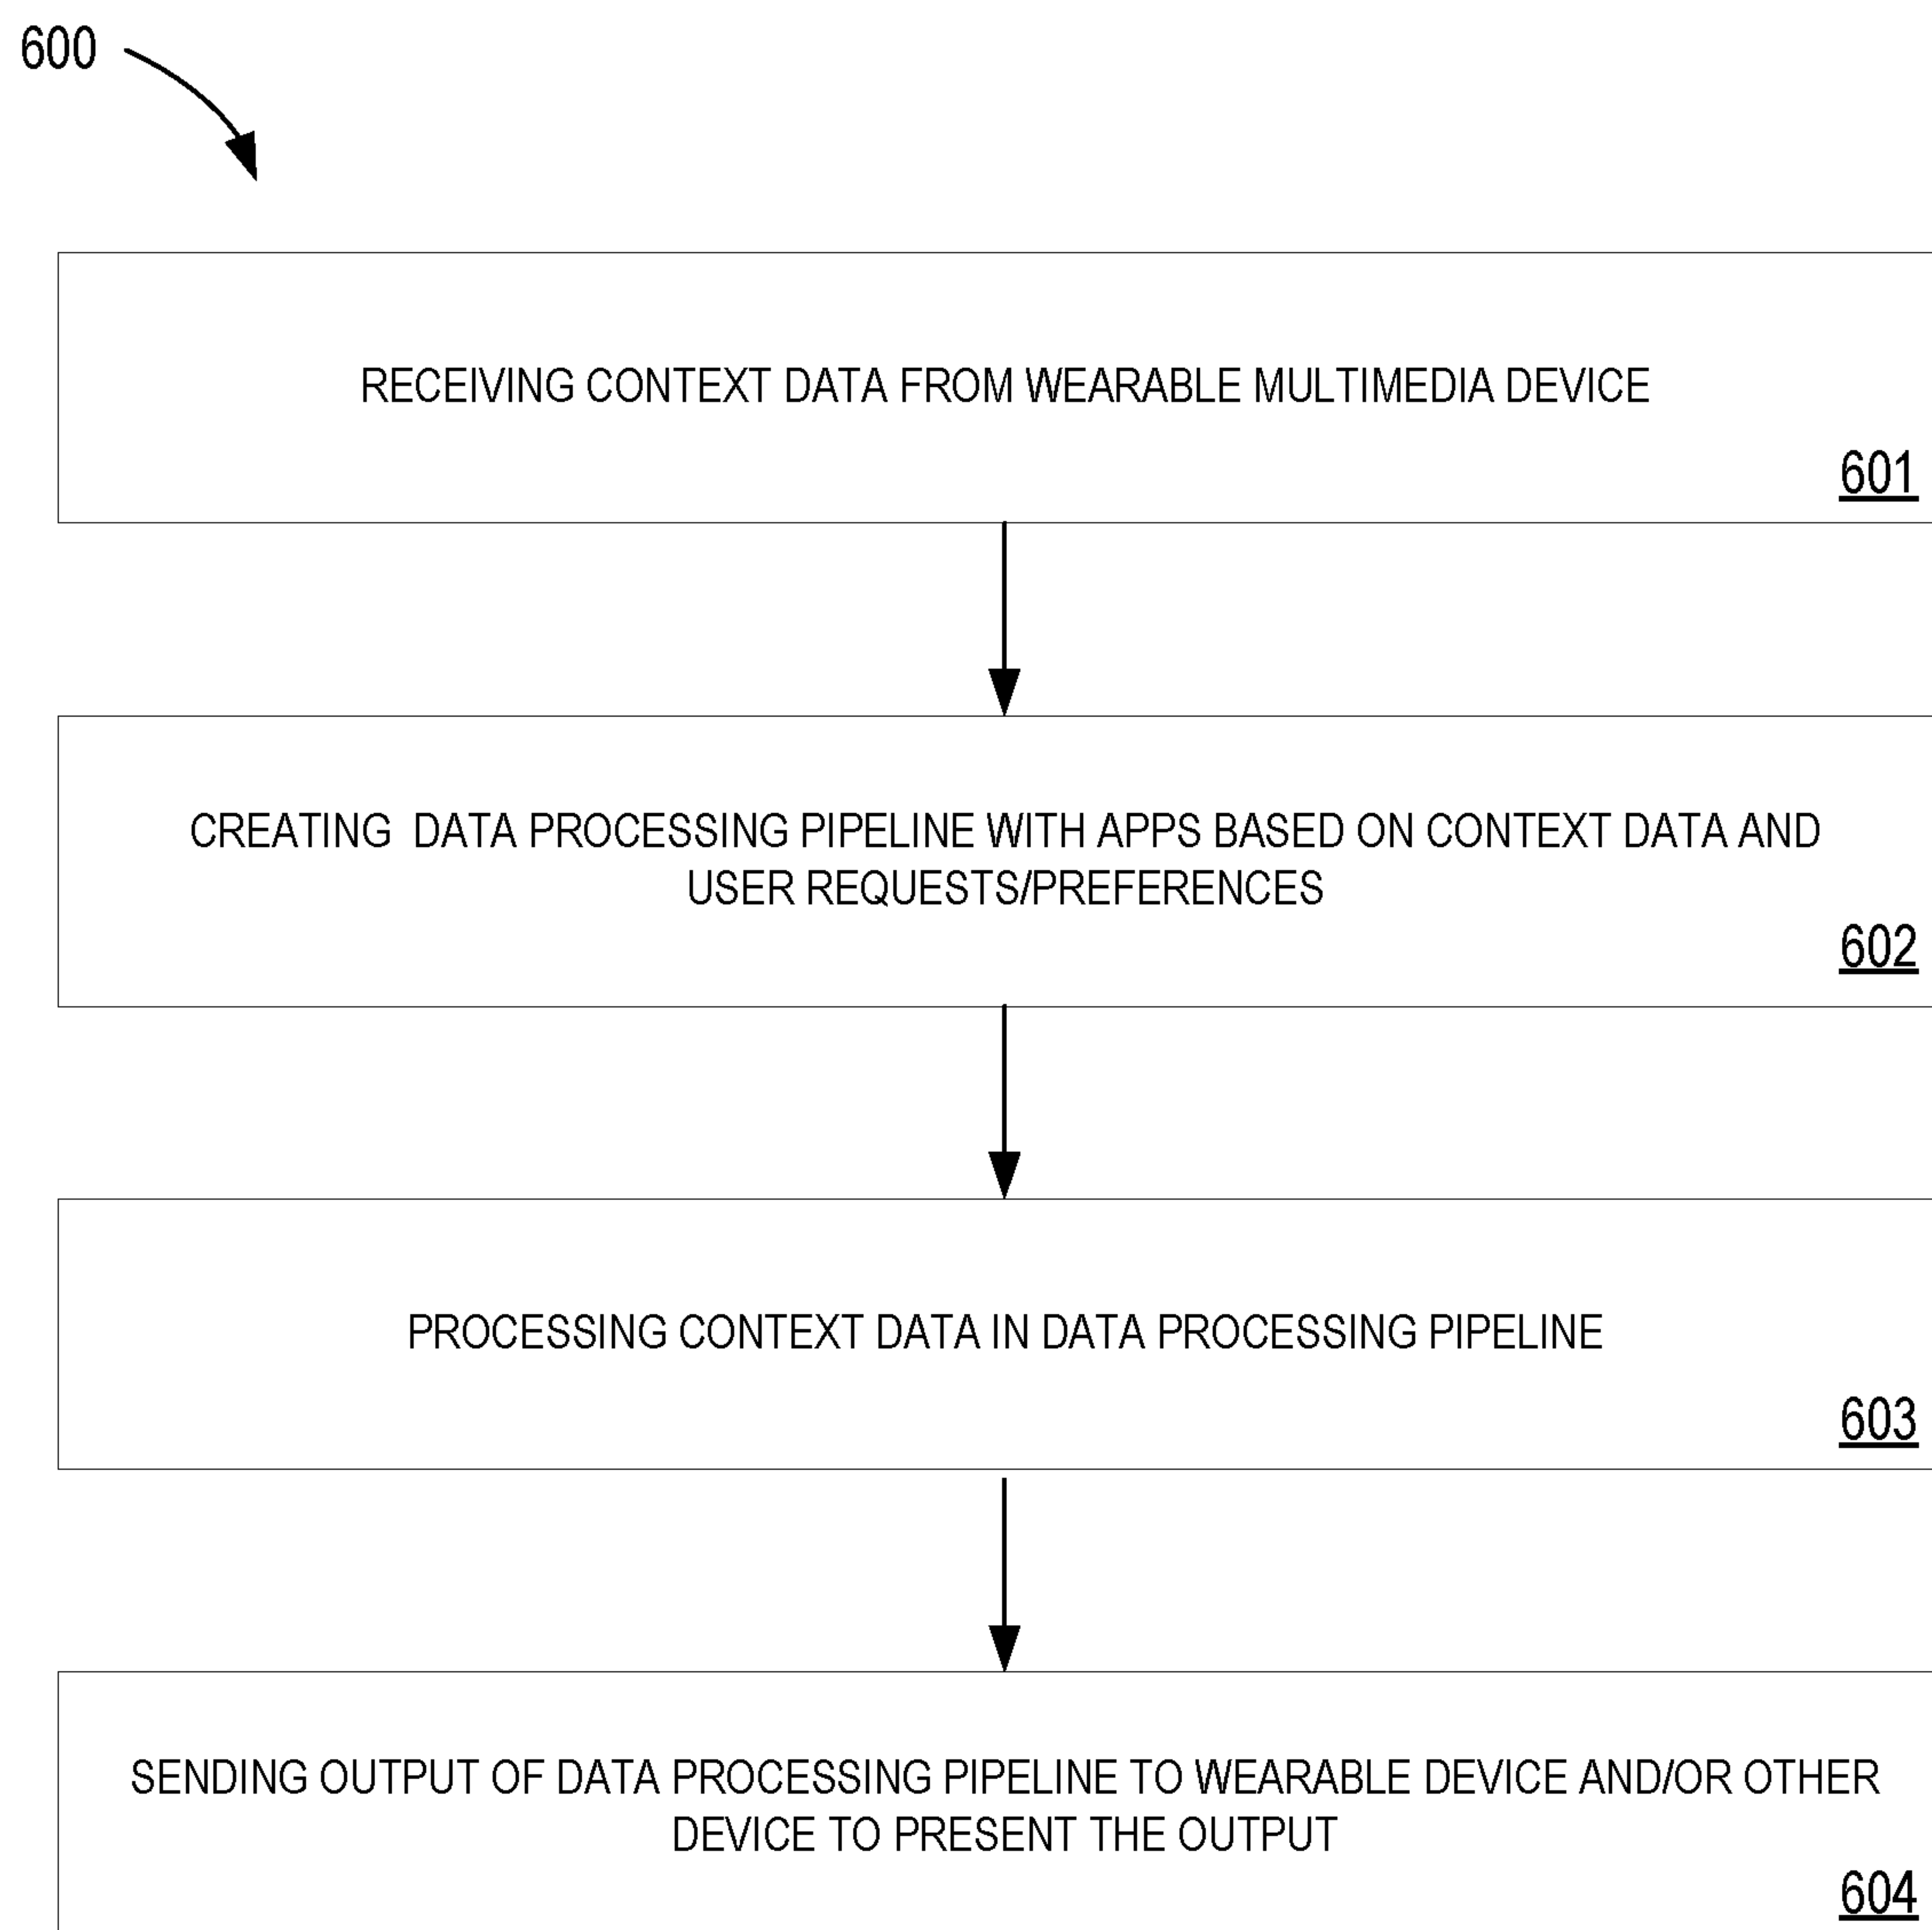 600
RECEIVING CONTEXT DATA FROM WEARABLE MULTIMEDIA DEVICE
601
CREATING DATA PROCESSING PIPELINE WITH APPS BASED ON CONTEXT DATA AND
USER REQUESTS/PREFERENCES
602
PROCESSING CONTEXT DATA IN DATA PROCESSING PIPELINE
603
SENDING OUTPUT OF DATA PROCESSING PIPELINE TO WEARABLE DEVICE AND/OR OTHER
DEVICE TO PRESENT THE OUTPUT
604